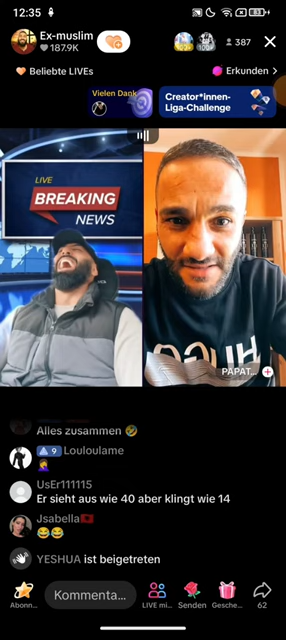 12:35
83
Ex-muslim
187.9K
387
Beliebte LIVEs
Erkunden
Vielen Dank
Creator*innen-
Liga-Challenge
LIVE
BREAKING
NEWS
HUGO
PAPAT...
Alles zusammen 🤣
9 Louloulame
🤦‍♀️
UsEr111115
Er sieht aus wie 40 aber klingt wie 14
Jsabella🇦🇱
😂😂
YESHUA ist beigetreten
Kommenta...
Abonn...
LIVE mi...
Senden
Gesche...
62